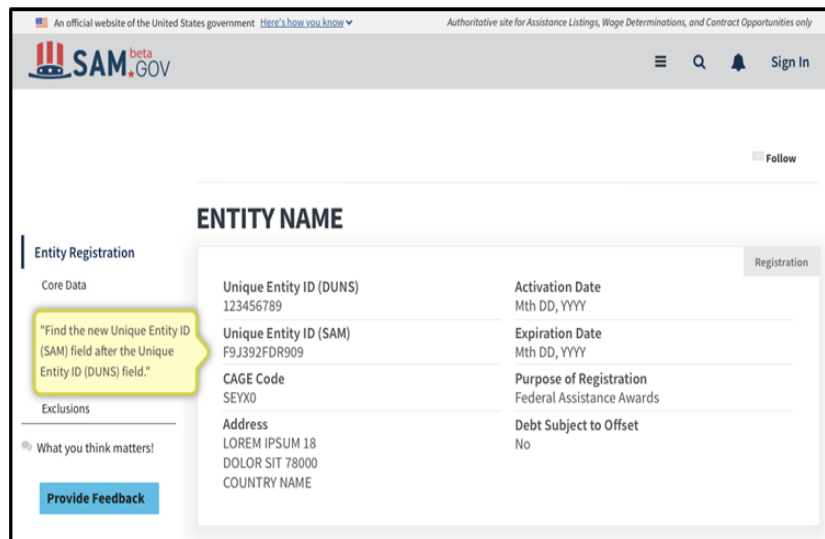 An official website of the United States government Here's how you know
Authoritative site for Assistance Listings, Wage Determinations, and Contract Opportunities only
SAM.GOV beta
Sign In
Follow
ENTITY NAME
Entity Registration
Core Data
"Find the new Unique Entity ID
(SAM) field after the Unique
Entity ID (DUNS) field."
Exclusions
What you think matters!
Provide Feedback
Registration
Unique Entity ID (DUNS)
123456789
Unique Entity ID (SAM)
F9J392FDR909
CAGE Code
SEYX0
Address
LOREM IPSUM 18
DOLOR SIT 78000
COUNTRY NAME
Activation Date
Mth DD, YYYY
Expiration Date
Mth DD, YYYY
Purpose of Registration
Federal Assistance Awards
Debt Subject to Offset
No